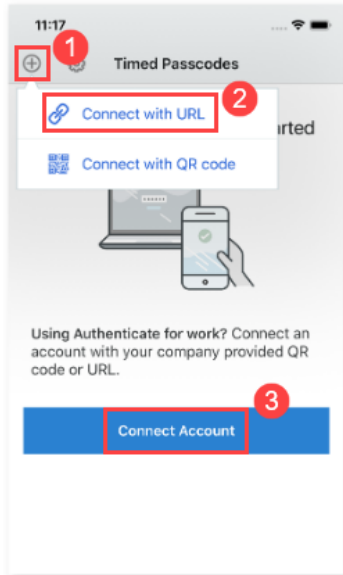 11:17
1
Timed Passcodes
2
Connect with URL
arted
Connect with QR code
Using Authenticate for work? Connect an
account with your company provided QR
code or URL.
3
Connect Account